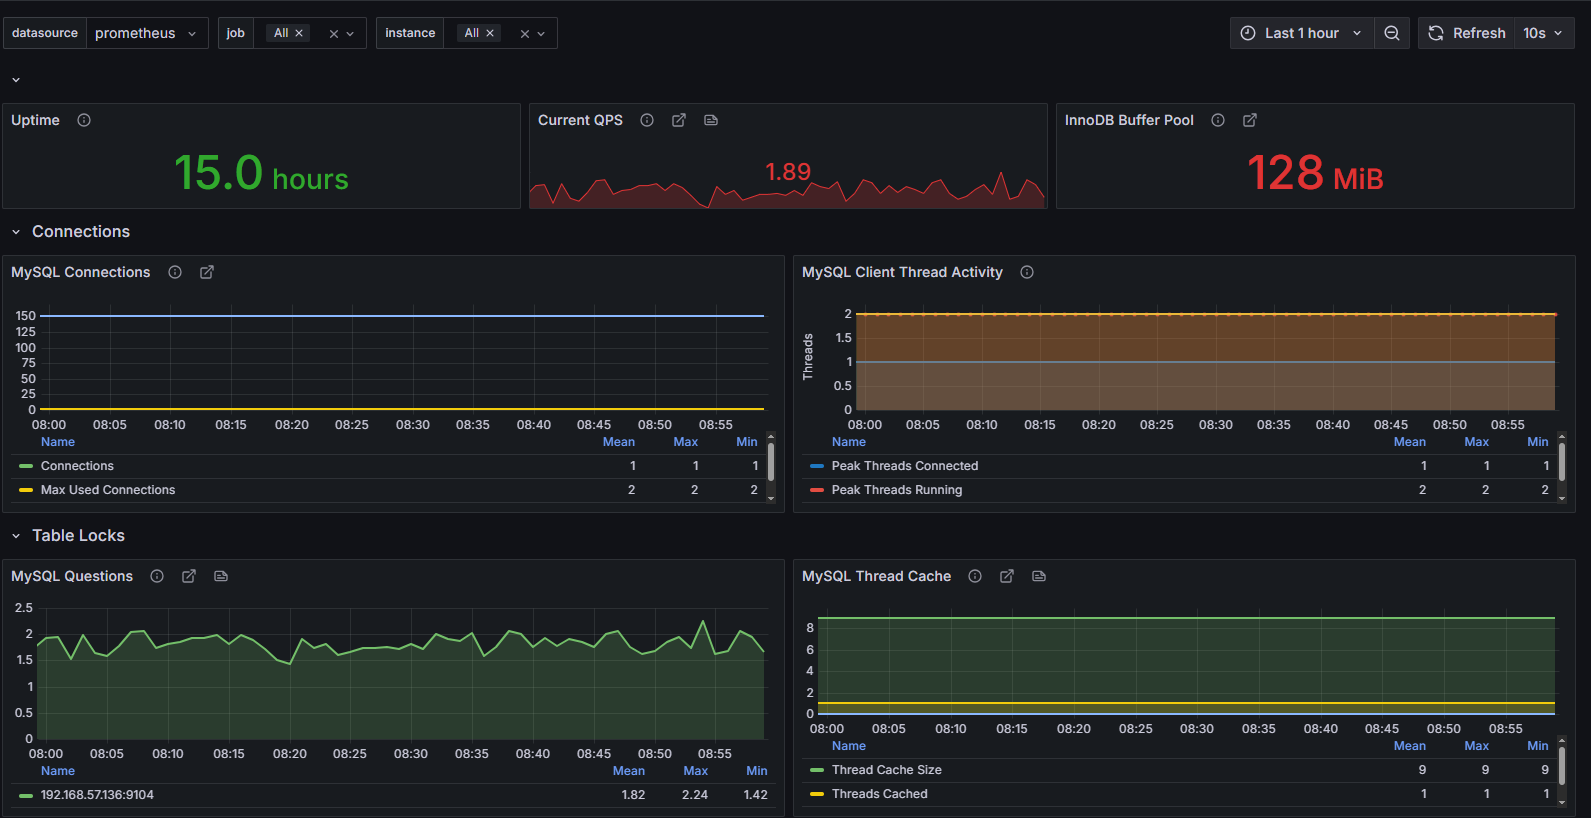 datasource prometheus job All instance All Last 1 hour Refresh 10s
Uptime Current QPS InnoDB Buffer Pool
15.0 hours 1.89 128 MiB
Connections
MySQL Connections
150
125
100
75
50
25
0
08:00 08:05 08:10 08:15 08:20 08:25 08:30 08:35 08:40 08:45 08:50 08:55
Name Mean Max Min
Connections 1 1 1
Max Used Connections 2 2 2
MySQL Client Thread Activity
Threads
2
1.5
1
0.5
0
08:00 08:05 08:10 08:15 08:20 08:25 08:30 08:35 08:40 08:45 08:50 08:55
Name Mean Max Min
Peak Threads Connected 1 1 1
Peak Threads Running 2 2 2
Table Locks
MySQL Questions
2.5
2
1.5
1
0.5
0
08:00 08:05 08:10 08:15 08:20 08:25 08:30 08:35 08:40 08:45 08:50 08:55
Name Mean Max Min
192.168.57.136:9104 1.82 2.24 1.42
MySQL Thread Cache
8
6
4
2
0
08:00 08:05 08:10 08:15 08:20 08:25 08:30 08:35 08:40 08:45 08:50 08:55
Name Mean Max Min
Thread Cache Size 9 9 9
Threads Cached 1 1 1